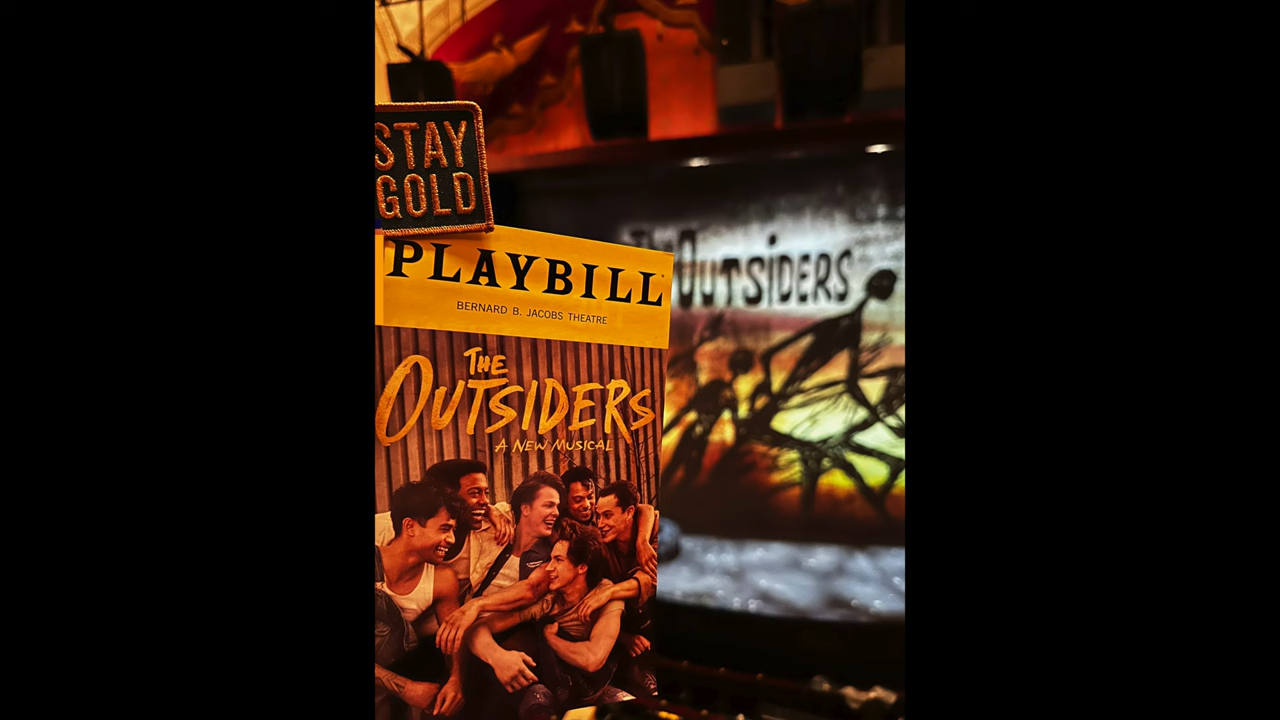 STAY
GOLD
PLAYBILL
BERNARD B. JACOBS THEATRE
THE
OUTSIDERS
A NEW MUSICAL
THE OUTSIDERS